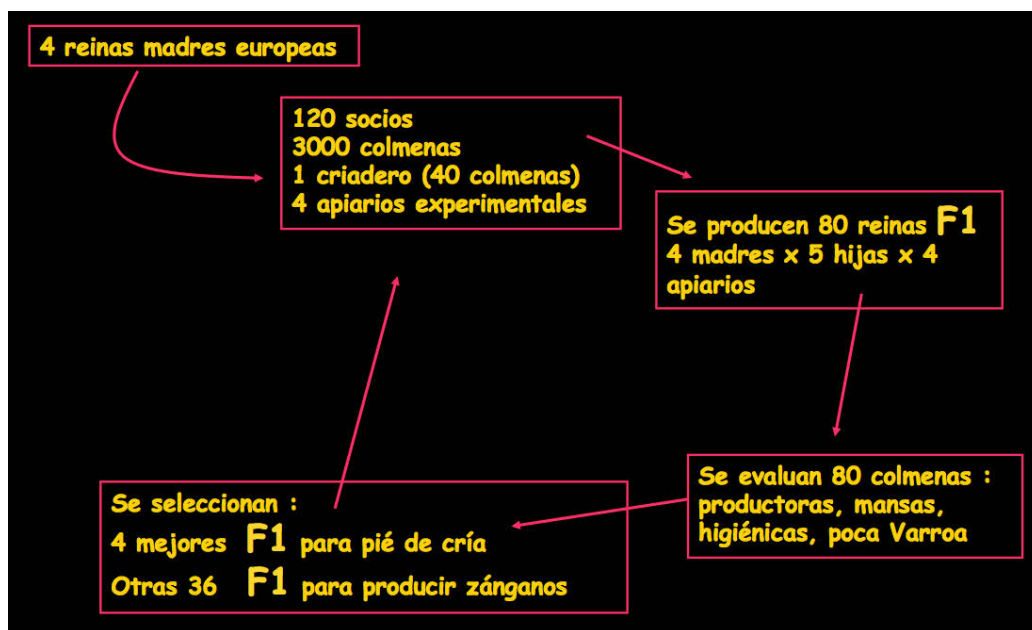 4 reinas madres europeas
120 socios
3000 colmenas
1 criadero (40 colmenas)
4 apiarios experimentales
Se producen 80 reinas F1
4 madres x 5 hijas x 4
apiarios
Se evaluan 80 colmenas :
productoras, mansas,
higiénicas, poca Varroa
Se seleccionan :
4 mejores F1 para pié de cría
Otras 36 F1 para producir zánganos